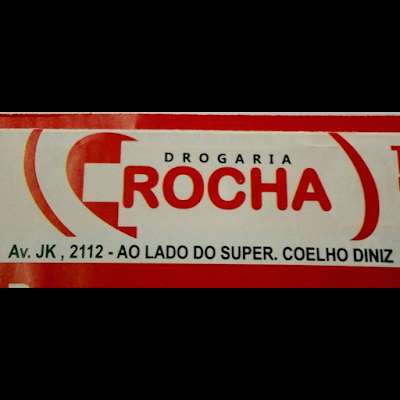 DROGARIA
ROCHA
Av. JK , 2112 - AO LADO DO SUPER. COELHO DINIZ